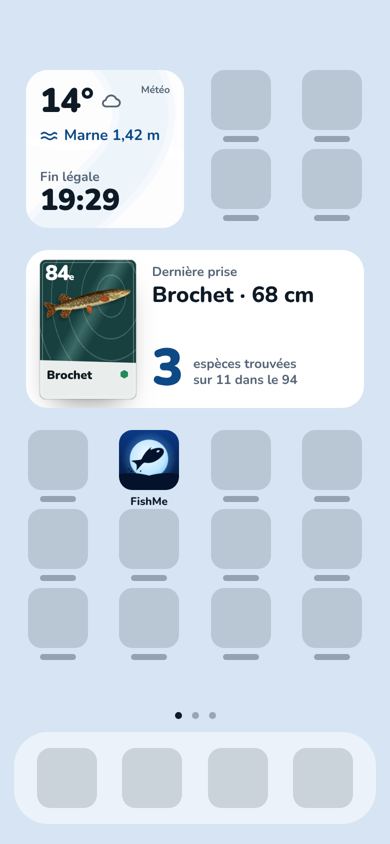 14°
Météo
Marne 1,42 m
Fin légale
19:29
84e
Brochet
Dernière prise
Brochet · 68 cm
3
espèces trouvées
sur 11 dans le 94
FishMe